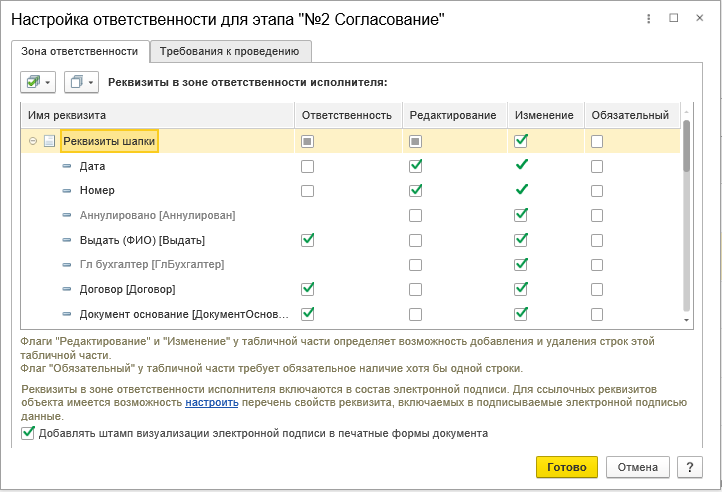 Настройка ответственности для этапа "№2 Согласование"
Зона ответственности Требования к проведению
Реквизиты в зоне ответственности исполнителя:
Имя реквизита Ответственность Редактирование Изменение Обязательный
Реквизиты шапки
Дата
Номер
Аннулировано [Аннулирован]
Выдать (ФИО) [Выдать]
Гл бухгалтер [ГлБухгалтер]
Договор [Договор]
Документ основание [ДокументОснов...
Флаги "Редактирование" и "Изменение" у табличной части определяет возможность добавления и удаления строк этой
табличной части.
Флаг "Обязательный" у табличной части требует обязательное наличие хотя бы одной строки.
Реквизиты в зоне ответственности исполнителя включаются в состав электронной подписи. Для ссылочных реквизитов
объекта имеется возможность настроить перечень свойств реквизита, включаемых в подписываемые электронной подписью
данные.
Добавлять штамп визуализации электронной подписи в печатные формы документа
Готово Отмена ?